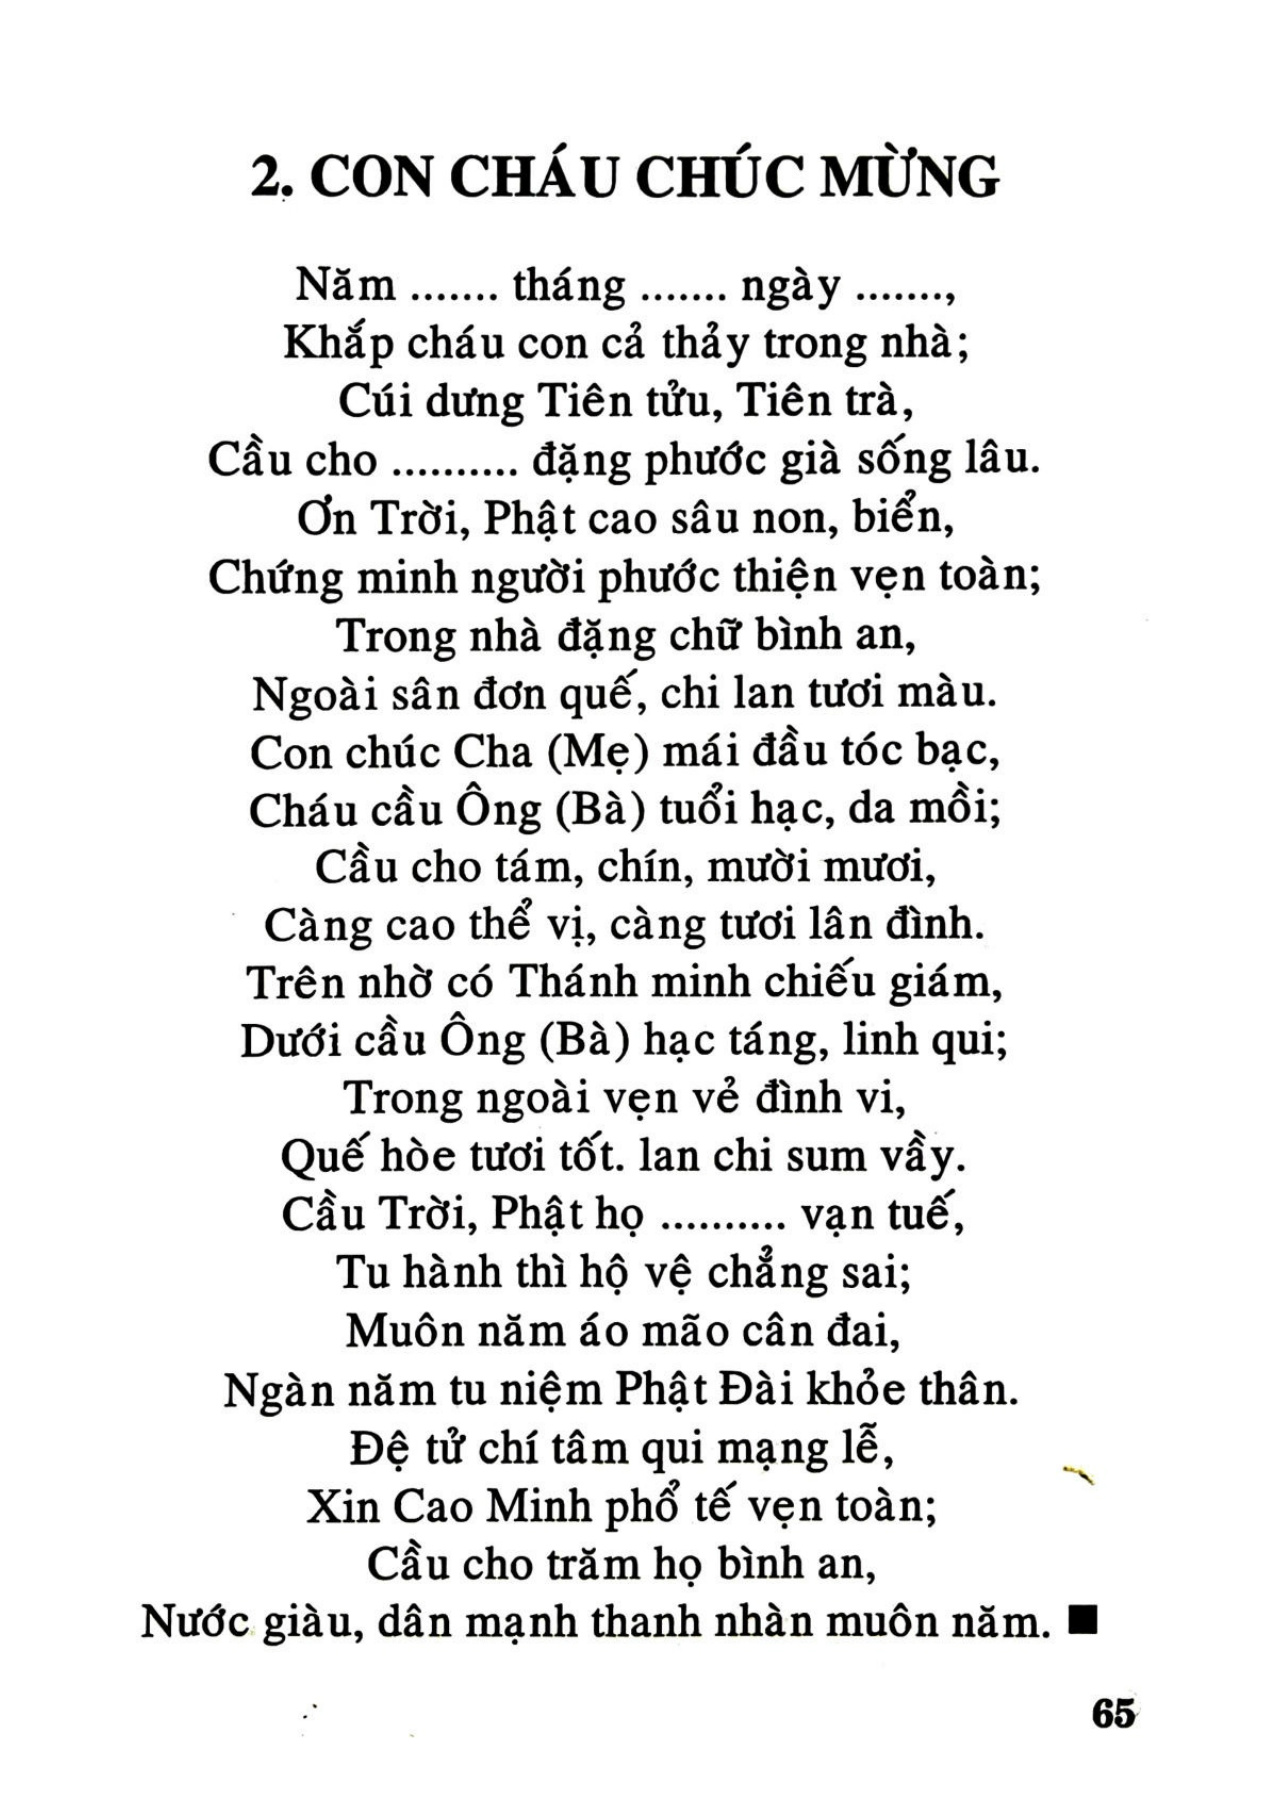 2. CON CHÁU CHÚC MỪNG
Năm ....... tháng ....... ngày .......,
Khắp cháu con cả thảy trong nhà;
Cúi dưng Tiên tửu, Tiên trà,
Cầu cho .......... đặng phước già sống lâu.
Ơn Trời, Phật cao sâu non, biển,
Chứng minh người phước thiện vẹn toàn;
Trong nhà đặng chữ bình an,
Ngoài sân đơn quế, chi lan tươi màu.
Con chúc Cha (Mẹ) mái đầu tóc bạc,
Cháu cầu Ông (Bà) tuổi hạc, da mồi;
Cầu cho tám, chín, mười mươi,
Càng cao thể vị, càng tươi lân đình.
Trên nhờ có Thánh minh chiếu giám,
Dưới cầu Ông (Bà) hạc táng, linh qui;
Trong ngoài vẹn vẻ đình vi,
Quế hòe tươi tốt. lan chi sum vầy.
Cầu Trời, Phật họ .......... vạn tuế,
Tu hành thì hộ vệ chẳng sai;
Muôn năm áo mão cân đai,
Ngàn năm tu niệm Phật Đài khỏe thân.
Đệ tử chí tâm qui mạng lễ,
Xin Cao Minh phổ tế vẹn toàn;
Cầu cho trăm họ bình an,
Nước giàu, dân mạnh thanh nhàn muôn năm. ■
65